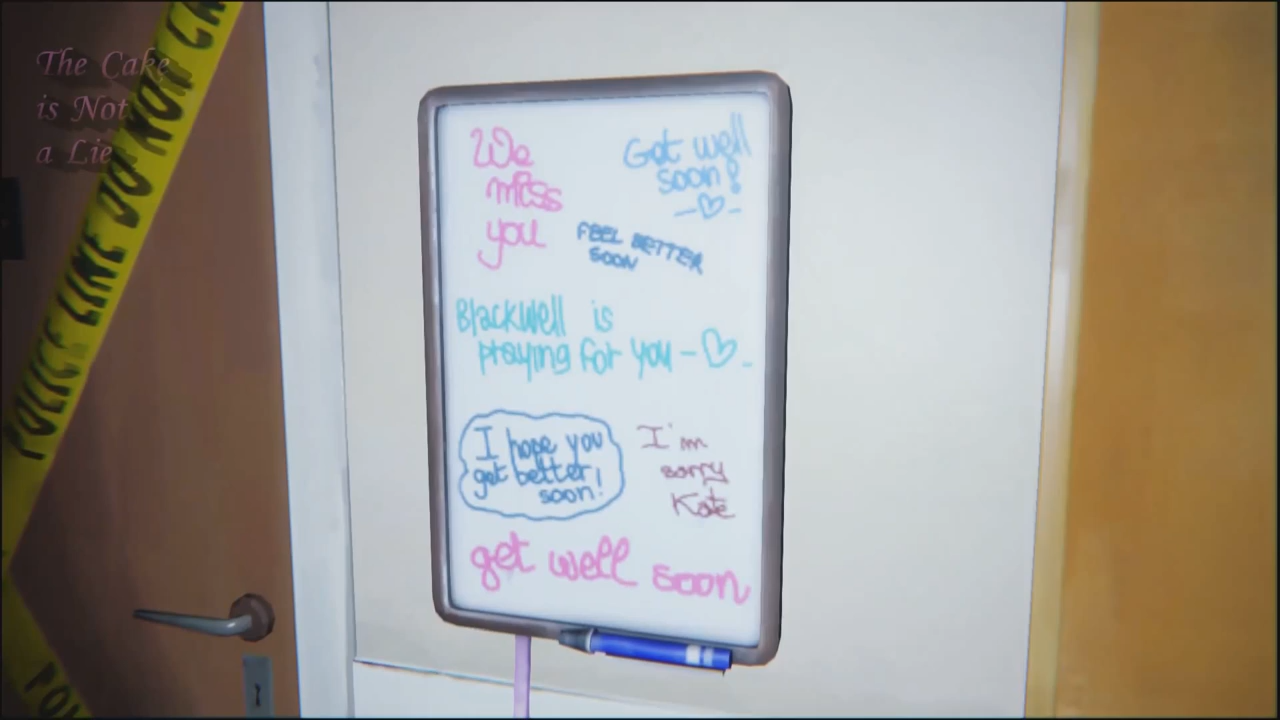 The Cake
is Not
a Lie
POLICE LINE DO NOT CR
We
miss
you
Get well
soon!
FEEL BETTER
SOON
Blackwell is
praying for you
I hope you
get better
soon!
I'm
sorry
Kate
get well soon
POLI